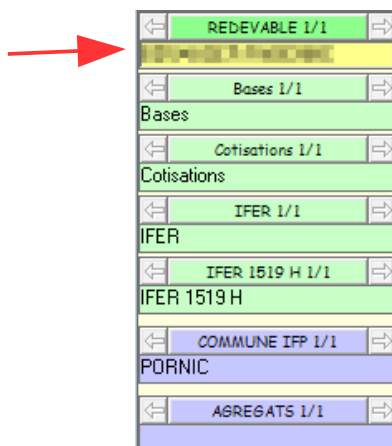 REDEVABLE 1/1
Bases 1/1
Bases
Cotisations 1/1
Cotisations
IFER 1/1
IFER
IFER 1519 H 1/1
IFER 1519 H
COMMUNE IFP 1/1
PORNIC
AGREGATS 1/1